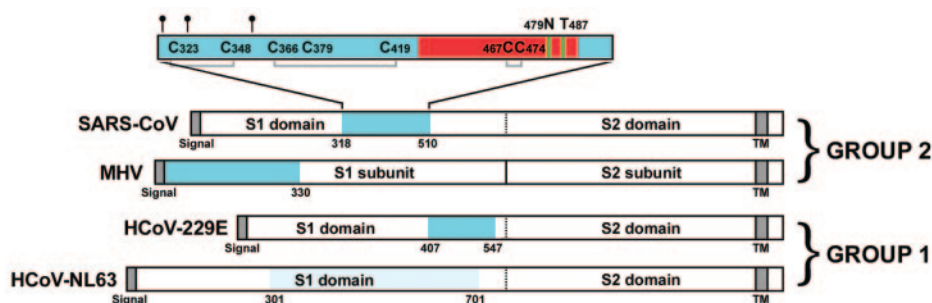 479N T487
C323 C348 C366 C379 C419 467CC474
SARS-CoV S1 domain S2 domain
Signal 318 510 TM
GROUP 2
MHV S1 subunit S2 subunit
Signal 330 TM
HCoV-229E S1 domain S2 domain
Signal 407 547 TM
GROUP 1
HCoV-NL63 S1 domain S2 domain
Signal 301 701 TM